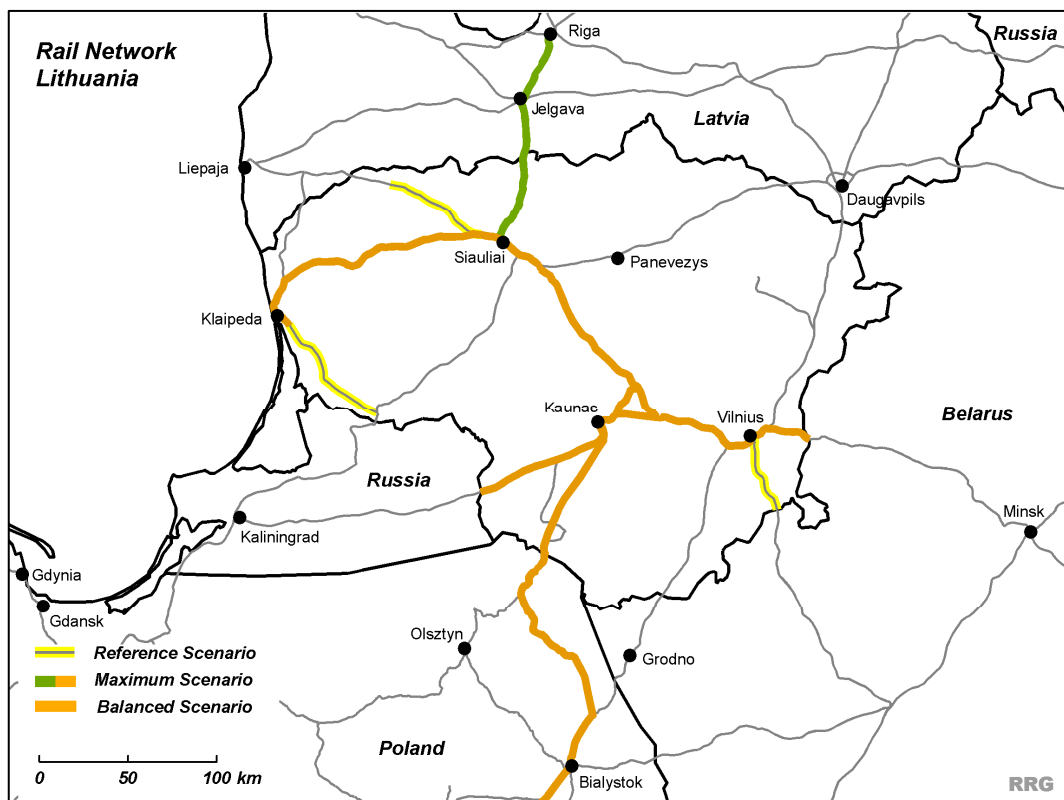 Rail Network
Lithuania
Riga
Russia
Jelgava
Latvia
Liepaja
Daugavpils
Siauliai
Panevezys
Klaipeda
Kaunas
Vilnius
Belarus
Russia
Minsk
Kaliningrad
Gdynia
Gdansk
Olsztyn
Grodno
Reference Scenario
Maximum Scenario
Balanced Scenario
Poland
0 50 100 km
Bialystok
RRG